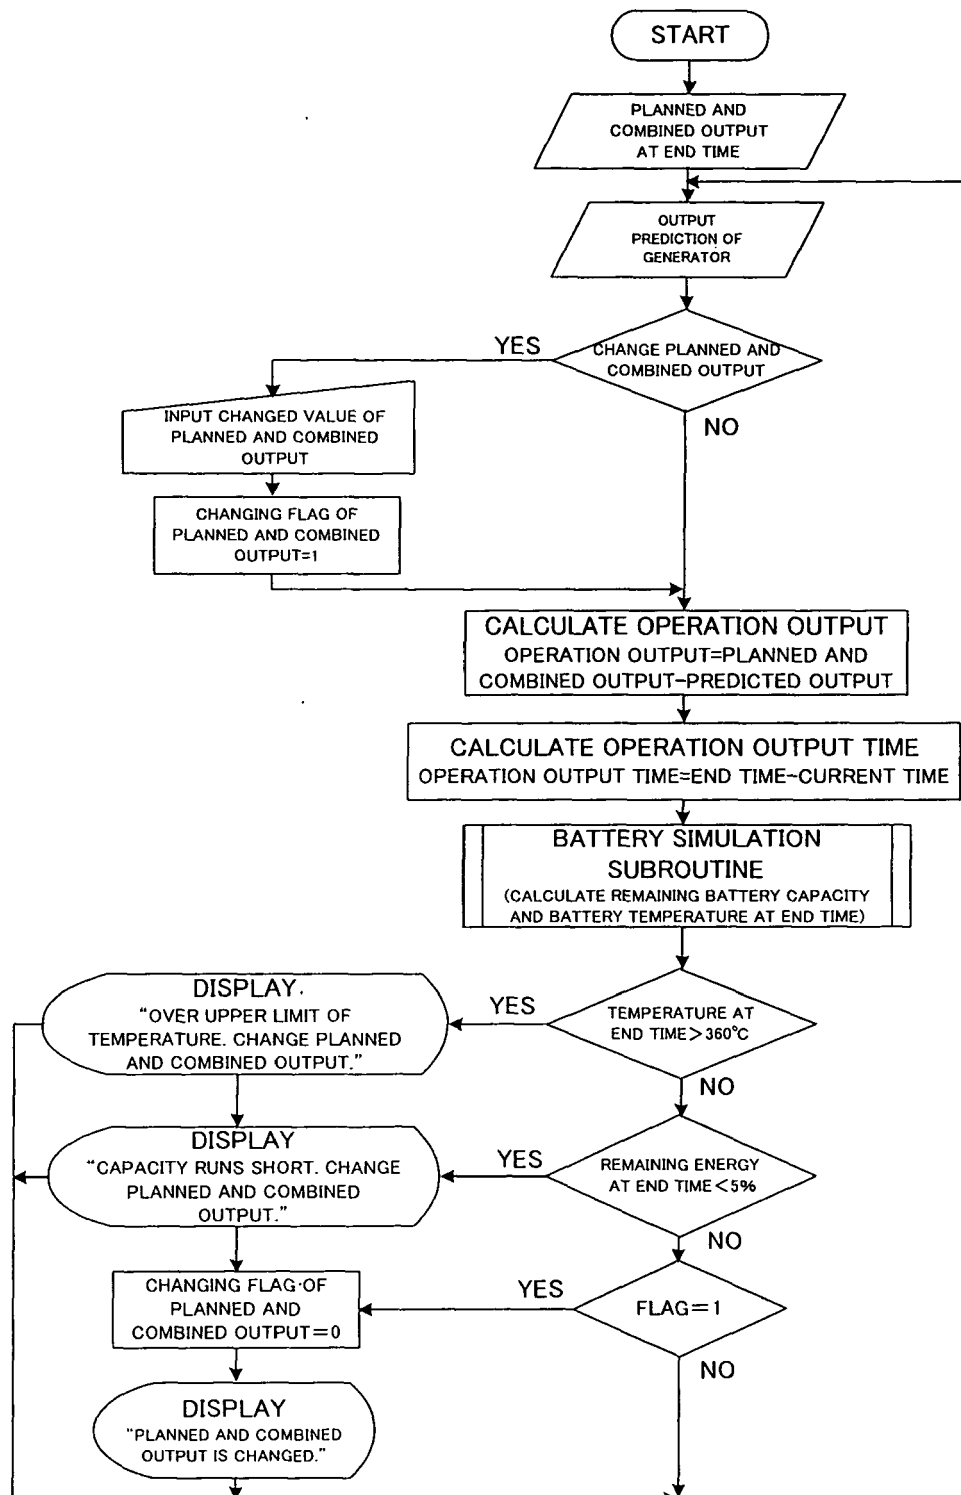 START
PLANNED AND
COMBINED OUTPUT
AT END TIME
OUTPUT
PREDICTION OF
GENERATOR
YES
CHANGE PLANNED AND
COMBINED OUTPUT
INPUT CHANGED VALUE OF
PLANNED AND COMBINED
OUTPUT
NO
CHANGING FLAG OF
PLANNED AND COMBINED
OUTPUT=1
CALCULATE OPERATION OUTPUT
OPERATION OUTPUT=PLANNED AND
COMBINED OUTPUT-PREDICTED OUTPUT
CALCULATE OPERATION OUTPUT TIME
OPERATION OUTPUT TIME=END TIME-CURRENT TIME
BATTERY SIMULATION
SUBROUTINE
(CALCULATE REMAINING BATTERY CAPACITY
AND BATTERY TEMPERATURE AT END TIME)
DISPLAY
"OVER UPPER LIMIT OF
TEMPERATURE. CHANGE PLANNED
AND COMBINED OUTPUT."
YES
TEMPERATURE AT
END TIME>360°C
NO
DISPLAY
"CAPACITY RUNS SHORT. CHANGE
PLANNED AND COMBINED
OUTPUT."
YES
REMAINING ENERGY
AT END TIME<5%
NO
CHANGING FLAG OF
PLANNED AND
COMBINED OUTPUT=0
YES
FLAG=1
NO
DISPLAY
"PLANNED AND COMBINED
OUTPUT IS CHANGED."